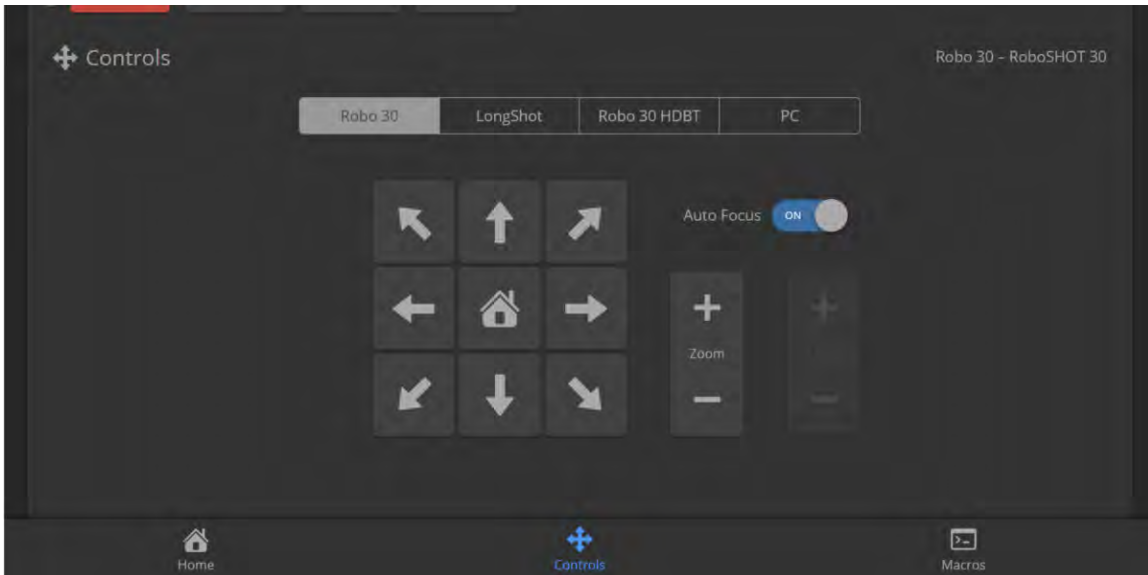 Controls
Robo 30 – RoboSHOT 30
Robo 30
LongShot
Robo 30 HDBT
PC
Auto Focus
ON
Zoom
Home
Controls
Macros